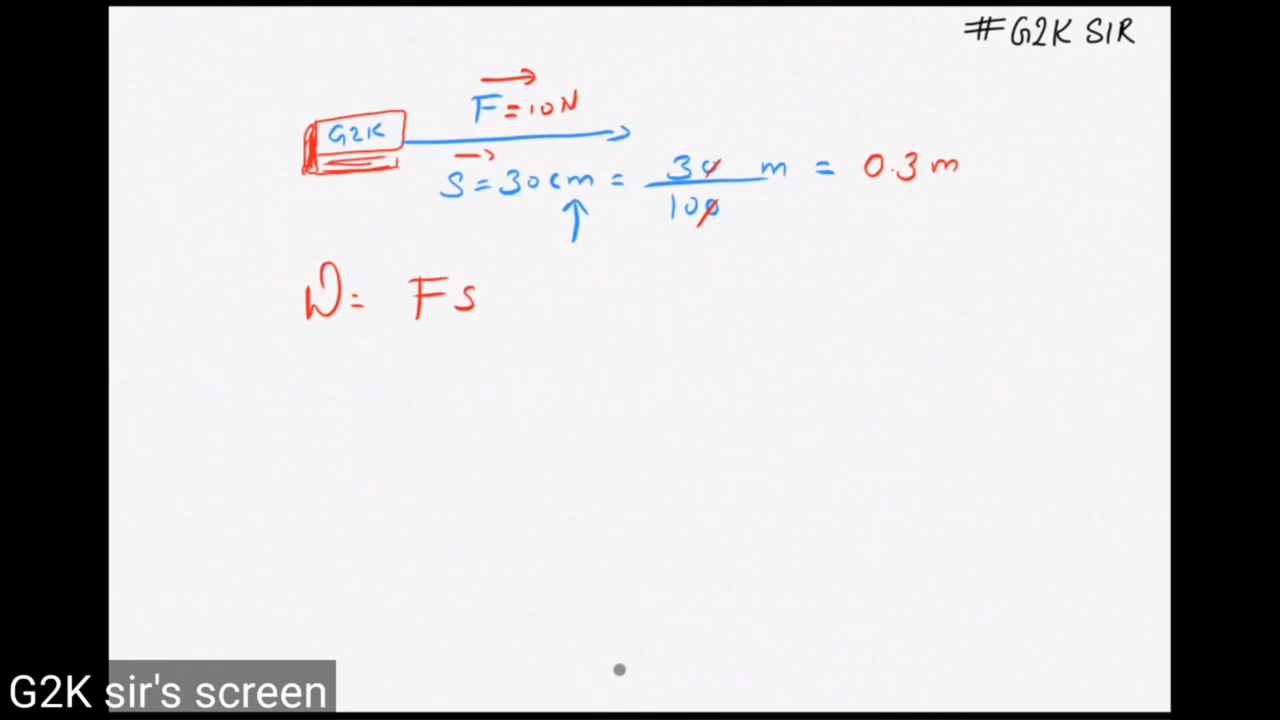 #G2K SIR
F = 10N
G2K
S = 30cm = 30/100 m = 0.3 m
W = Fs
G2K sir's screen